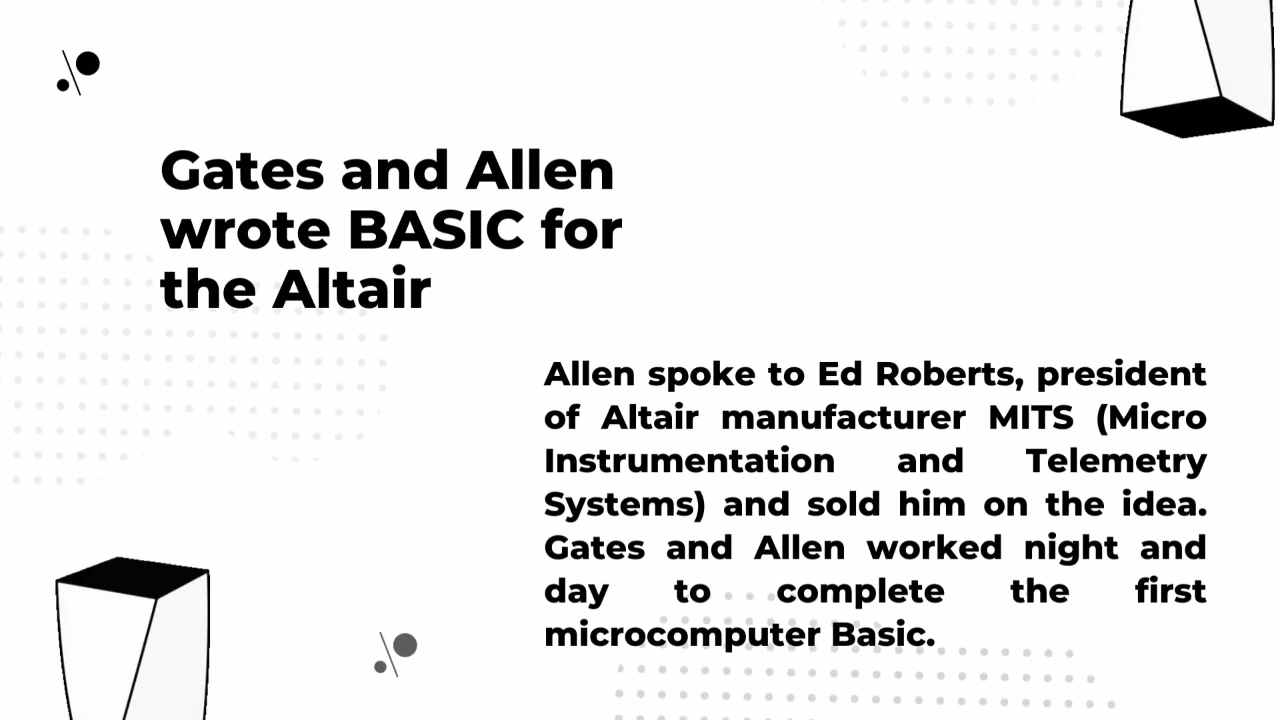 Gates and Allen
wrote BASIC for
the Altair
Allen spoke to Ed Roberts, president
of Altair manufacturer MITS (Micro
Instrumentation and Telemetry
Systems) and sold him on the idea.
Gates and Allen worked night and
day to complete the first
microcomputer Basic.